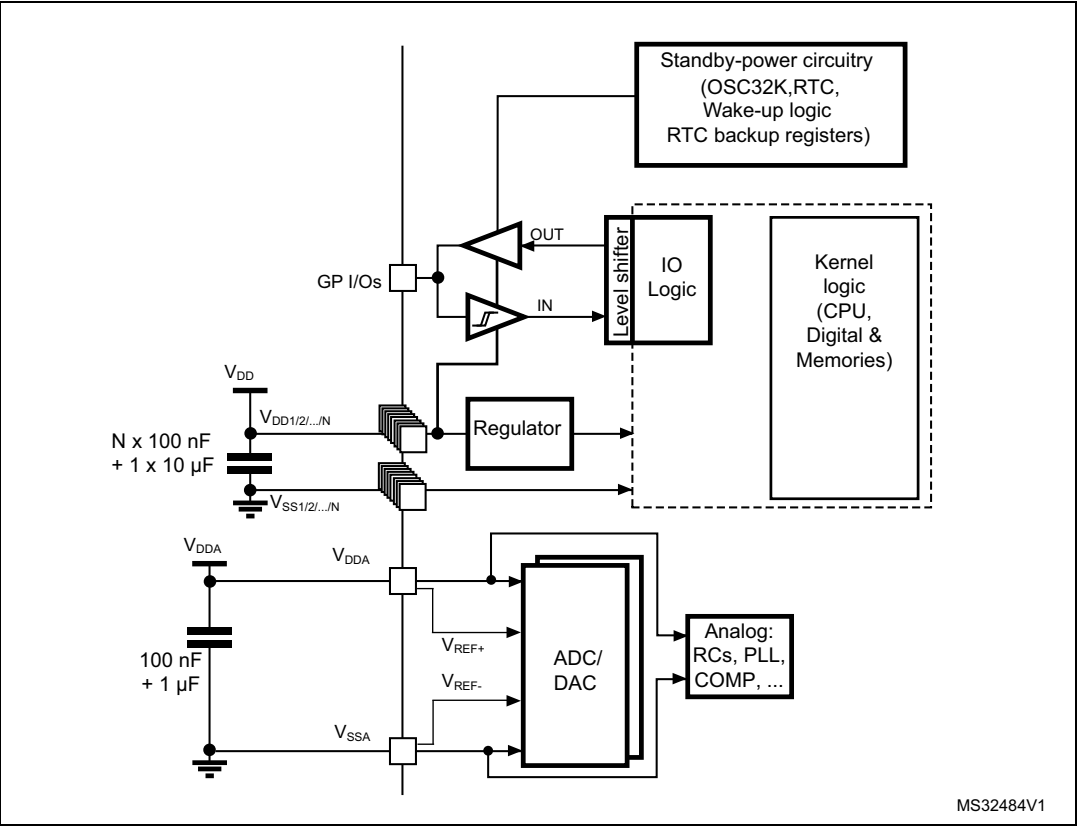 Standby-power circuitry
(OSC32K,RTC,
Wake-up logic
RTC backup registers)
OUT
Level shifter
IO
Logic
Kernel
logic
(CPU,
Digital &
Memories)
GP I/Os
IN
VDD
VDD1/2/.../N
Regulator
N x 100 nF
+ 1 x 10 µF
VSS1/2/.../N
VDDA
VDDA
VREF+
ADC/
DAC
Analog:
RCs, PLL,
COMP, ...
100 nF
+ 1 µF
VREF-
VSSA
MS32484V1